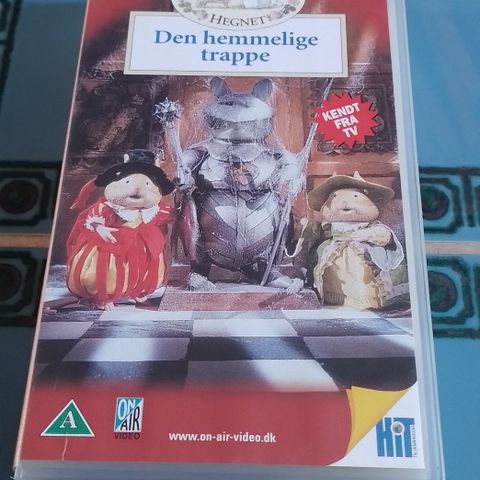 HEGNET
Den hemmelige
trappe
KENDT
FRA
TV
A
ON
AIR
VIDEO
www.on-air-video.dk
HiT